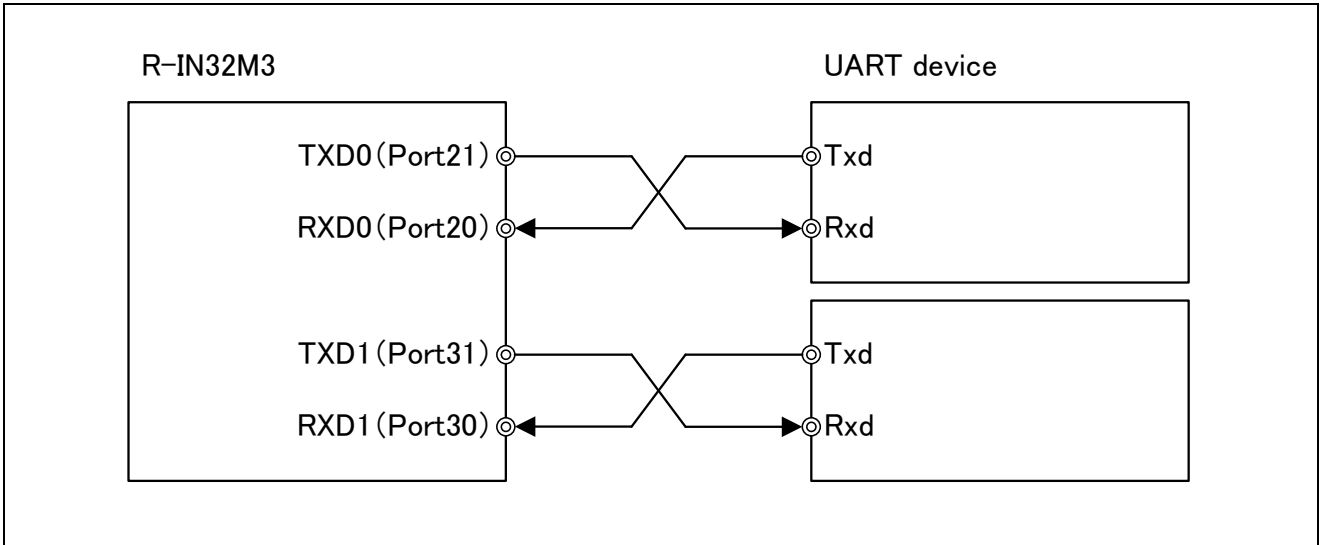 R-IN32M3
UART device
TXD0(Port21)
Txd
RXD0(Port20)
Rxd
TXD1(Port31)
Txd
RXD1(Port30)
Rxd